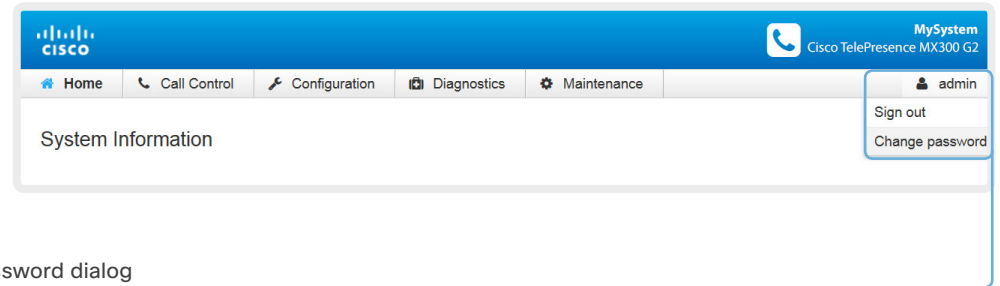 CISCO
MySystem
Cisco TelePresence MX300 G2
Home Call Control Configuration Diagnostics Maintenance admin
Sign out
System Information
Change password
sword dialog